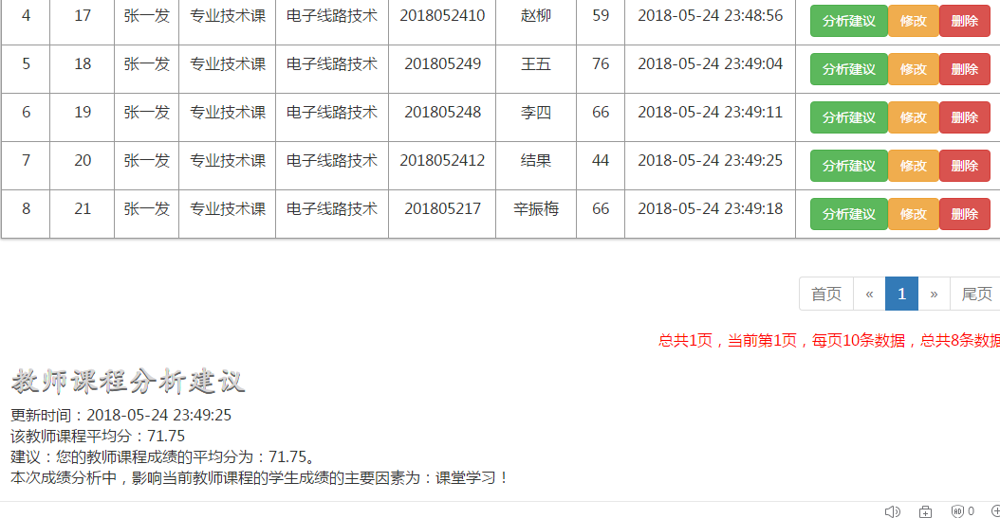 4 17 张一发 专业技术课 电子线路技术 2018052410 赵柳 59 2018-05-24 23:48:56 分析建议 修改 删除
5 18 张一发 专业技术课 电子线路技术 201805249 王五 76 2018-05-24 23:49:04 分析建议 修改 删除
6 19 张一发 专业技术课 电子线路技术 201805248 李四 66 2018-05-24 23:49:11 分析建议 修改 删除
7 20 张一发 专业技术课 电子线路技术 2018052412 结果 44 2018-05-24 23:49:25 分析建议 修改 删除
8 21 张一发 专业技术课 电子线路技术 201805217 辛振梅 66 2018-05-24 23:49:18 分析建议 修改 删除
首页 « 1 » 尾页
总共1页，当前第1页，每页10条数据，总共8条数据
教师课程分析建议
更新时间：2018-05-24 23:49:25
该教师课程平均分：71.75
建议：您的教师课程成绩的平均分为：71.75。
本次成绩分析中，影响当前教师课程的学生成绩的主要因素为：课堂学习！
AD 0